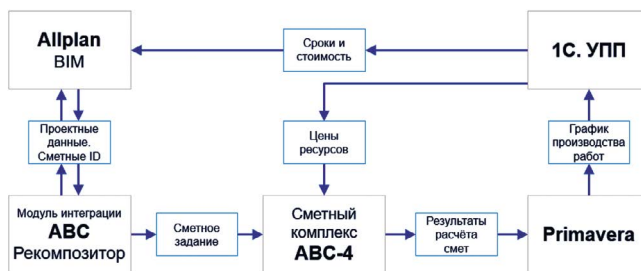 Allplan
BIM
Сроки и
стоимость
1С. УПП
Проектные
данные.
Сметные ID
Цены
ресурсов
График
производства
работ
Модуль интеграции
АВС
Рекомпозитор
Сметное
задание
Сметный
комплекс
АВС-4
Результаты
расчёта
смет
Primavera